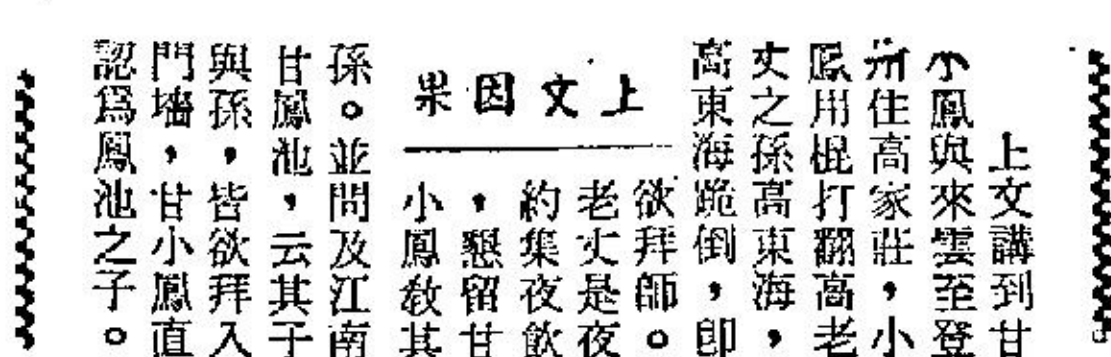 上文因果
上文講到甘
小鳳與來雲至登
州住高家莊，小
鳳用棍打翻高老
丈之孫高東海，
高東海跪倒，卽
欲拜師。
老丈是夜
約集夜飲
，懇留甘
小鳳敎其
孫。並問及江南
甘鳳池，云其子
與孫，皆欲拜入
門墻，甘小鳳直
認爲鳳池之子。